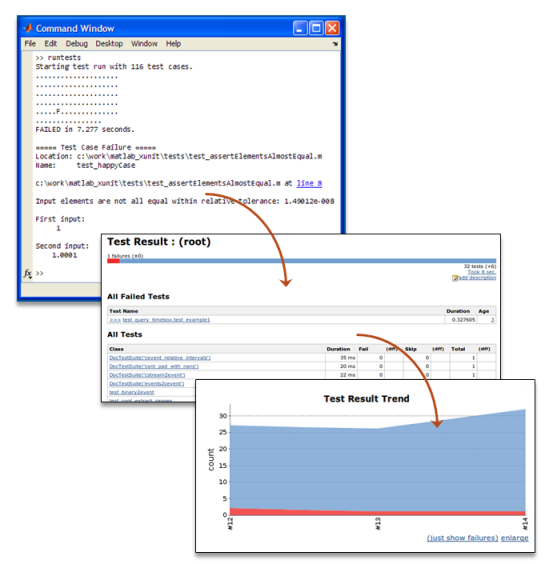 Command Window
File Edit Debug Desktop Window Help
>> runtests
Starting test run with 116 test cases.
....................
....................
....................
....................
.....F..............
................
FAILED in 7.277 seconds.
===== Test Case Failure =====
Location: c:\work\matlab_xunit\tests\test_assertElementsAlmostEqual.m
Name: test_happyCase
c:\work\matlab_xunit\tests\test_assertElementsAlmostEqual.m at line 8
Input elements are not all equal within relative tolerance: 1.49012e-008
First input:
1
Second input:
1.0001
fx >>
Test Result : (root)
1 failures (±0)
32 tests (+6)
Took 8 sec.
add description
All Failed Tests
Test Name Duration Age
>>> test_query_timetois.test_example1 0.327605 1
All Tests
Class Duration Fail (diff) Skip (diff) Total (diff)
35 ms 0 0 1
DocTestSuite('cont_pad_with_nans') 20 ms 0 0 1
DocTestSuite('cstream2event') 22 ms 0 0 1
DocTestSuite('events2event')
test_binary2event
Test Result Trend
count
30
25
20
15
10
5
0
#12
#13
#14
(just show failures) enlarge